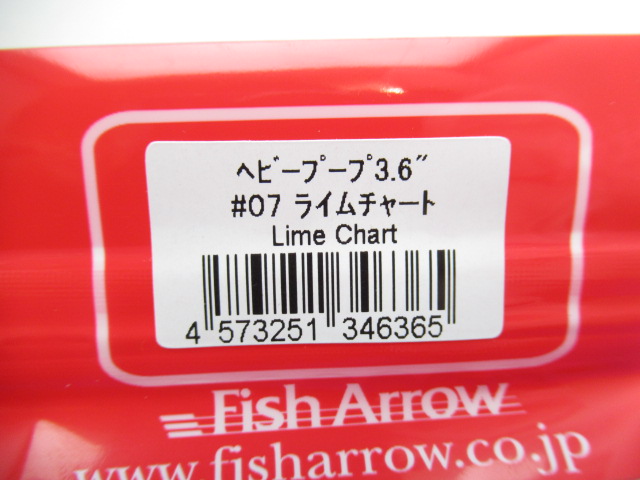 ﾍﾋﾞｰﾌﾟｰﾌﾟ3.6″
#07 ライムチャート
Lime Chart
4 573251 346365
Fish Arrow
www.fisharrow.co.jp